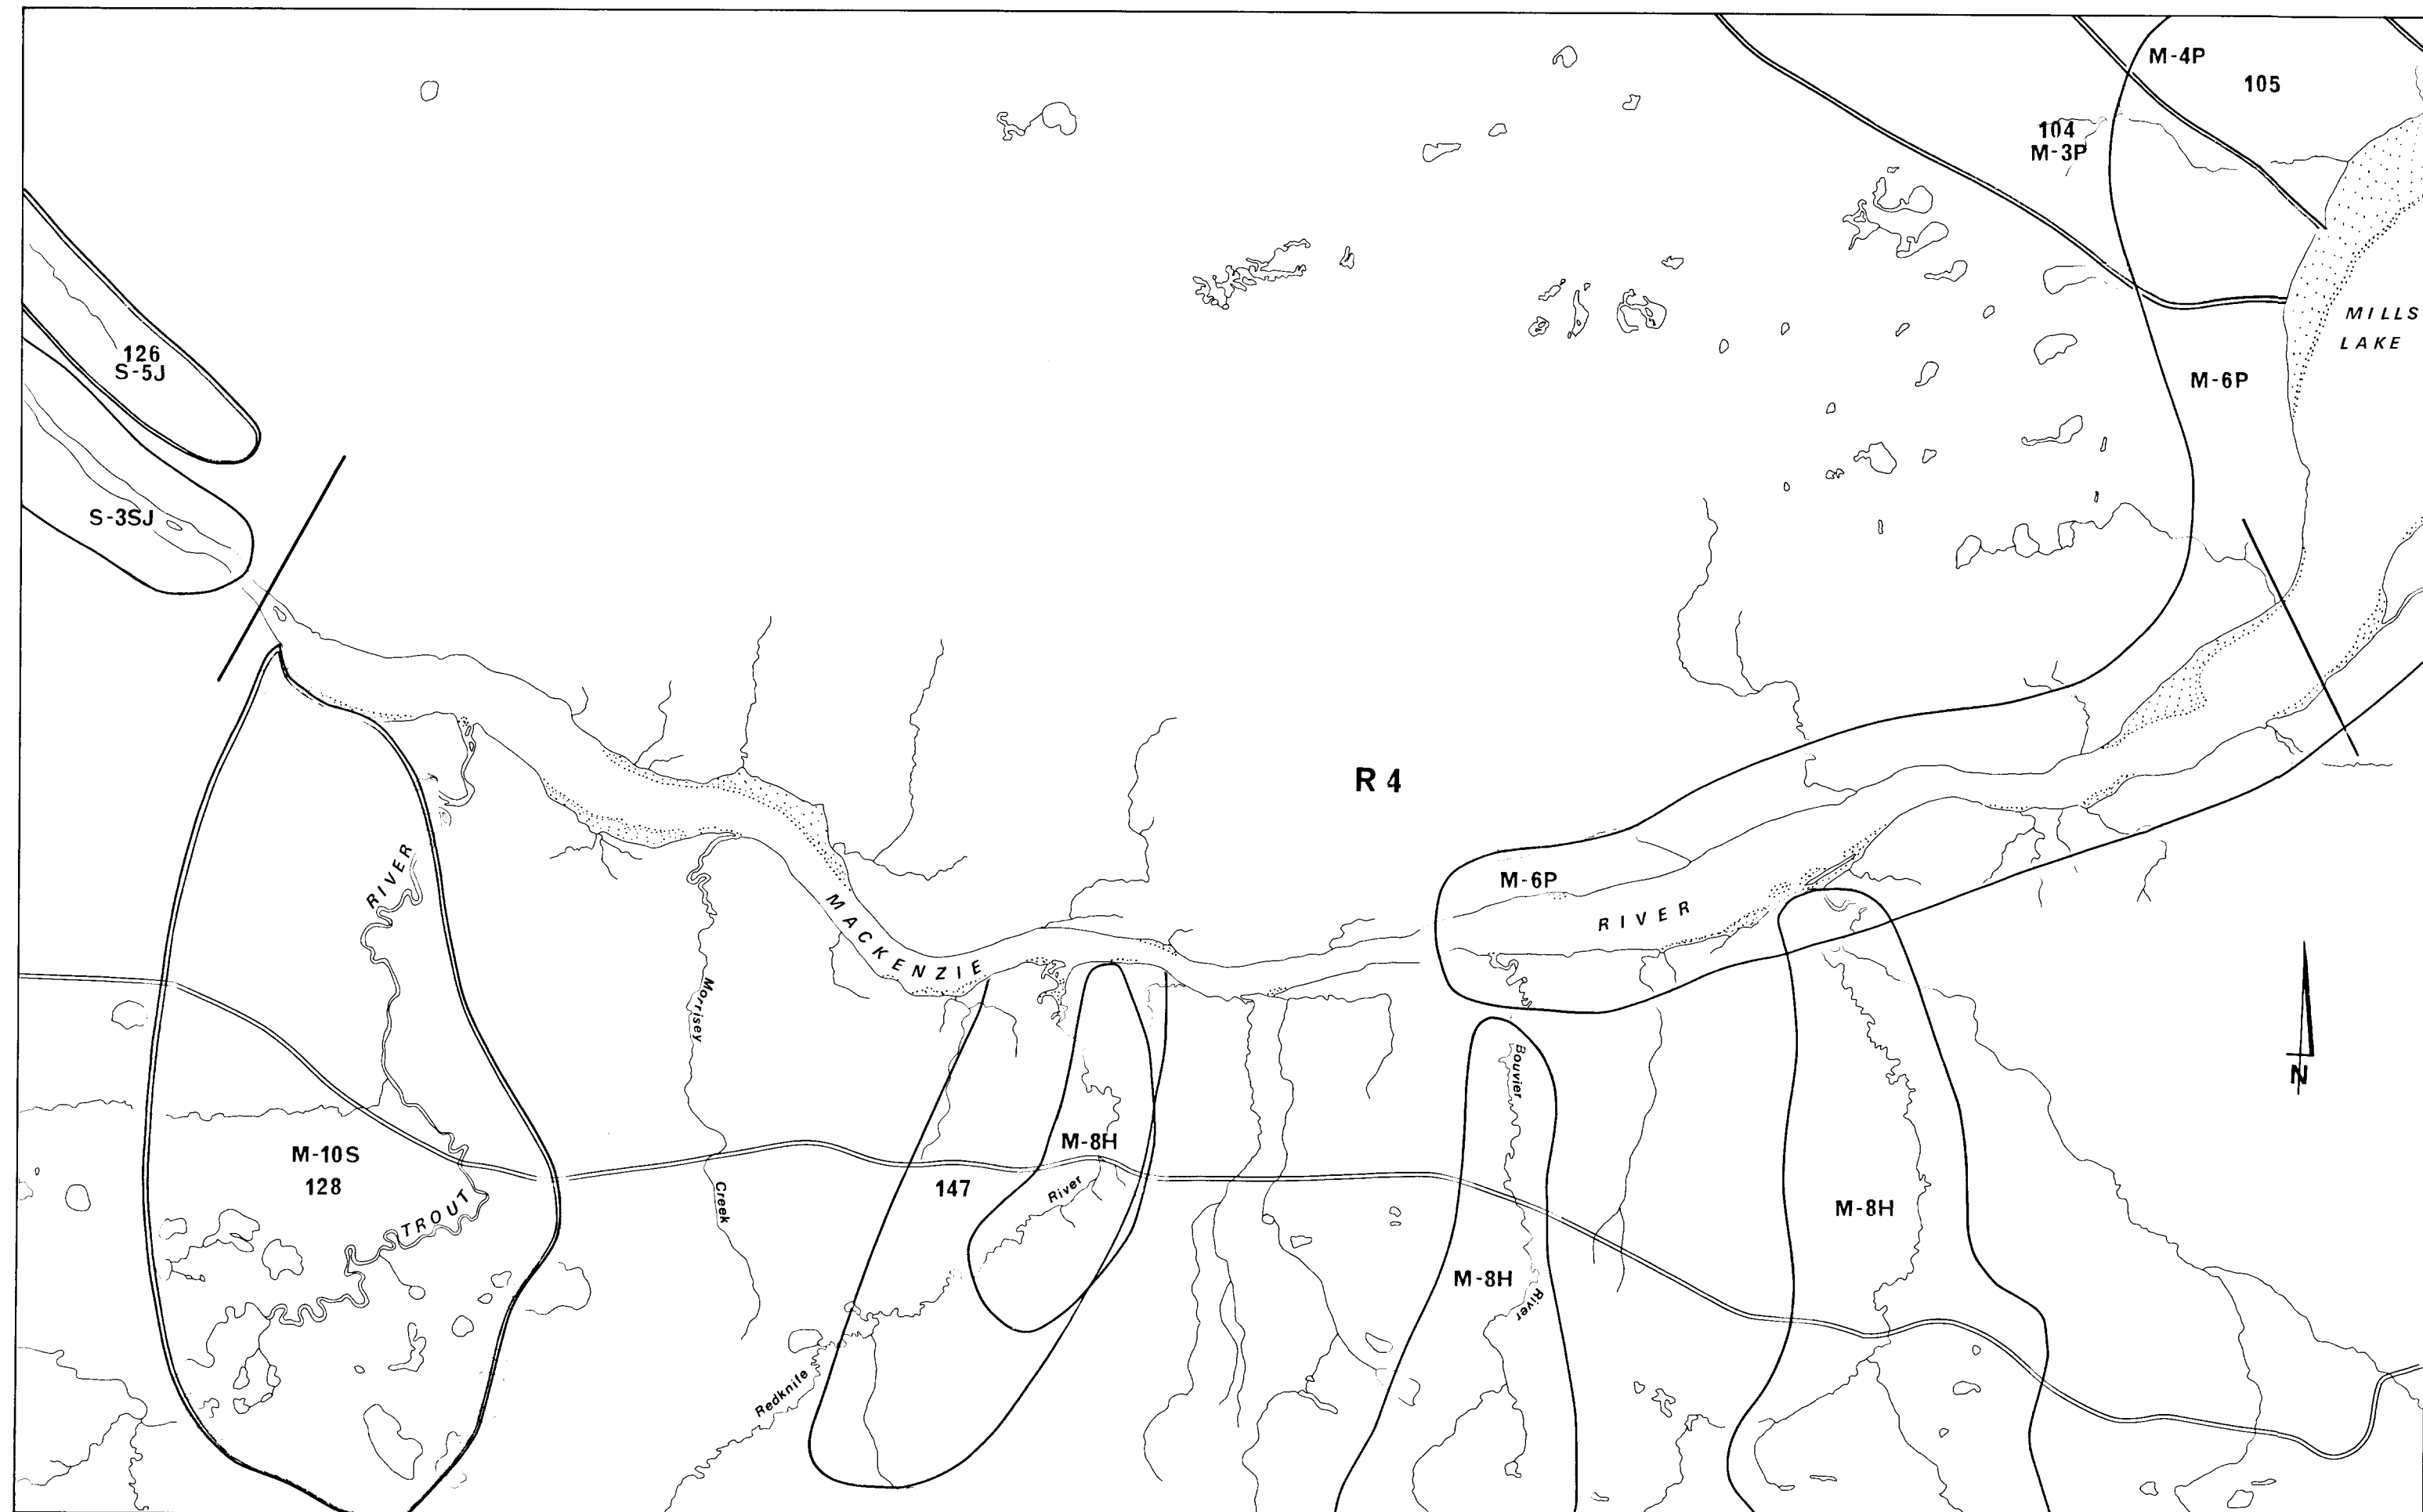 M-4P
105
104
M-3P
MILLS
LAKE
126
S-5J
M-6P
S-3SJ
R 4
RIVER
M-6P
RIVER
MACKENZIE
Morrisey
N
Bouvier
M-8H
M-10S
128
147
River
Creek
TROUT
M-8H
M-8H
River
Redknife